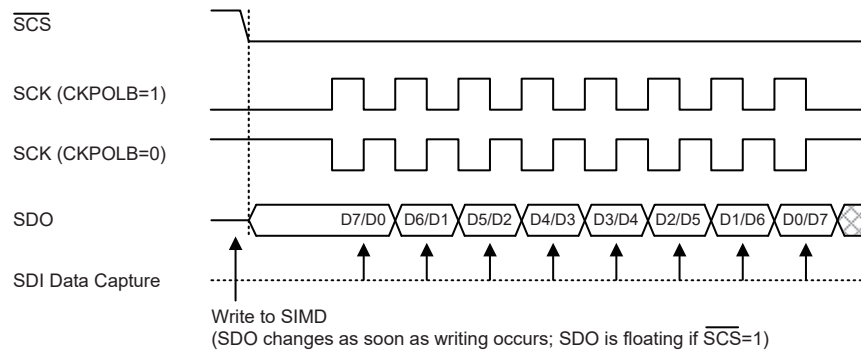 S̅C̅S̅
SCK (CKPOLB=1)
SCK (CKPOLB=0)
SDO D7/D0 D6/D1 D5/D2 D4/D3 D3/D4 D2/D5 D1/D6 D0/D7
SDI Data Capture
Write to SIMD
(SDO changes as soon as writing occurs; SDO is floating if S̅C̅S̅=1)